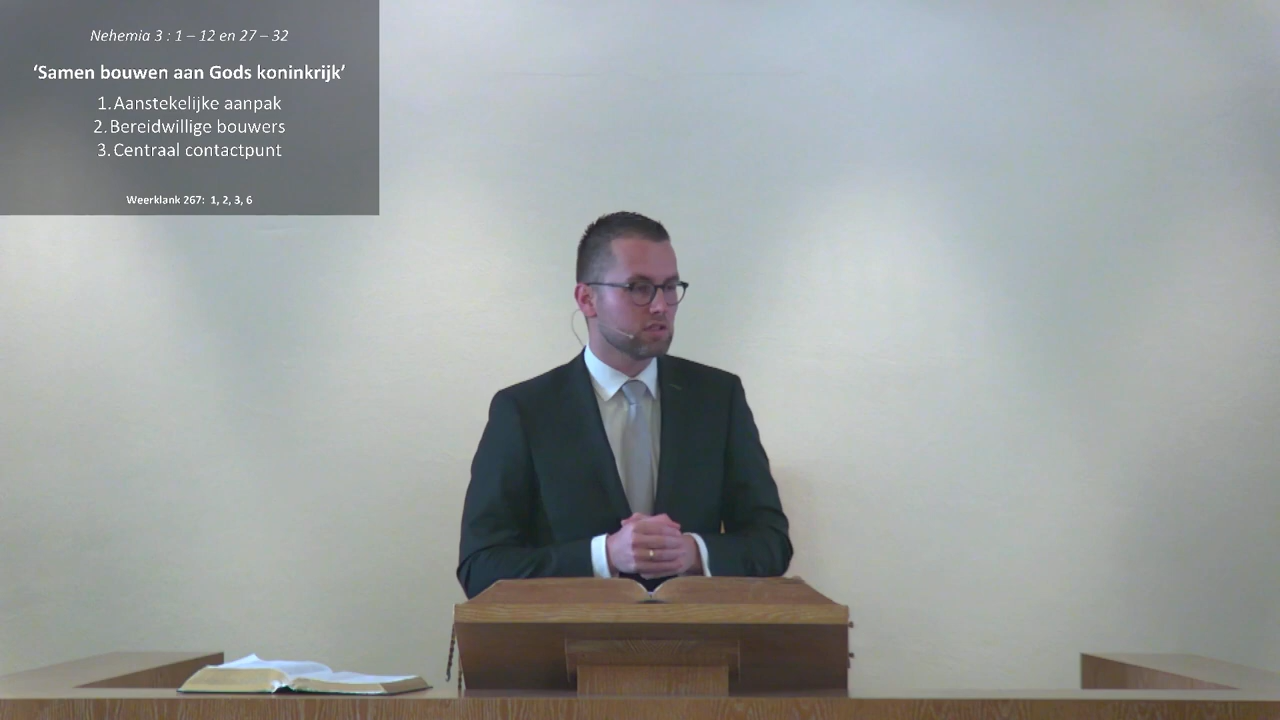 Nehemia 3 : 1 – 12 en 27 – 32
‘Samen bouwen aan Gods koninkrijk’
1. Aanstekelijke aanpak
2. Bereidwillige bouwers
3. Centraal contactpunt
Weerklank 267: 1, 2, 3, 6